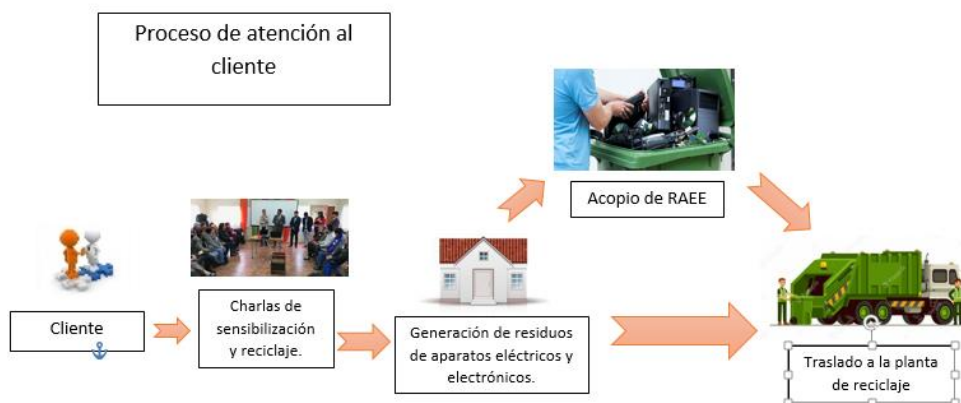 Proceso de atención al
cliente
Acopio de RAEE
Cliente
Charlas de
sensibilización
y reciclaje.
Generación de residuos
de aparatos eléctricos y
electrónicos.
Traslado a la planta
de reciclaje